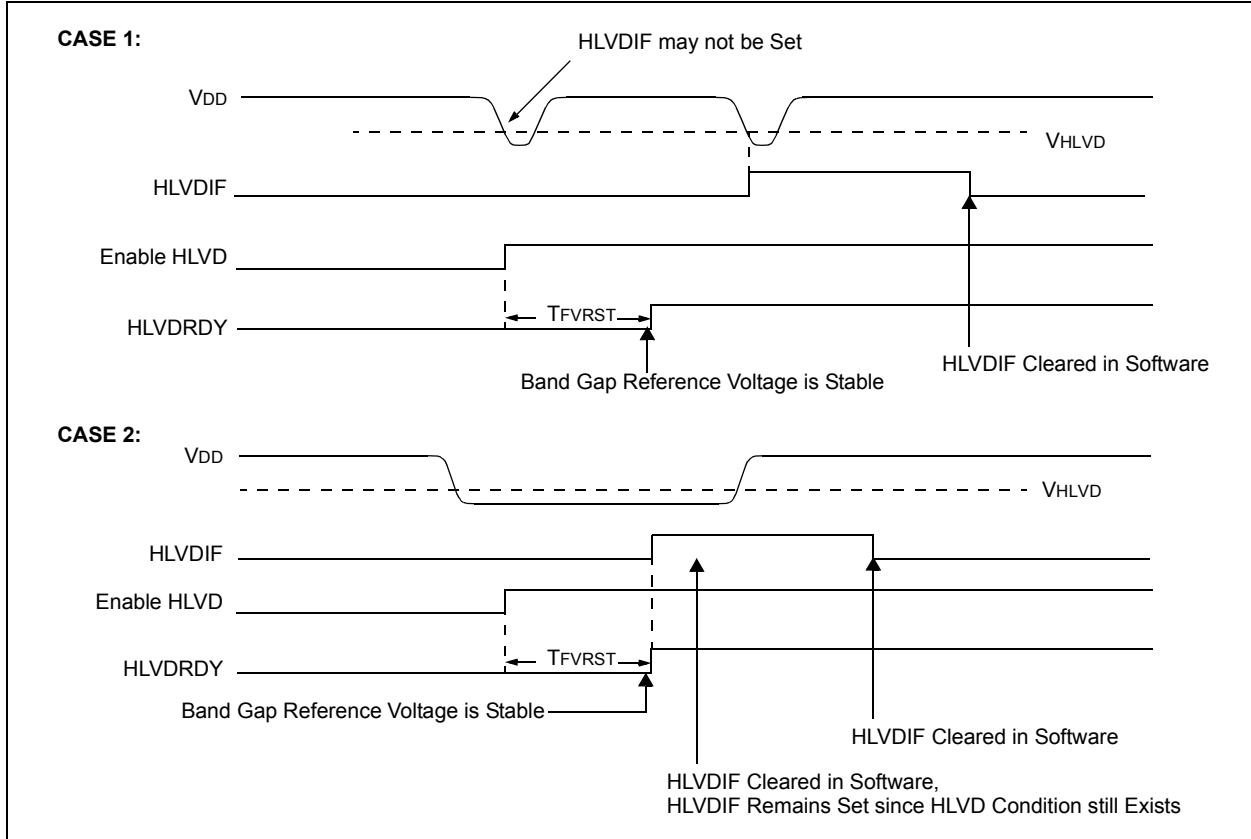 CASE 1:
HLVDIF may not be Set
VDD
VHLVD
HLVDIF
Enable HLVD
TFVRST
HLVDRDY
HLVDIF Cleared in Software
Band Gap Reference Voltage is Stable
CASE 2:
VDD
VHLVD
HLVDIF
Enable HLVD
TFVRST
HLVDRDY
Band Gap Reference Voltage is Stable
HLVDIF Cleared in Software
HLVDIF Cleared in Software,
HLVDIF Remains Set since HLVD Condition still Exists